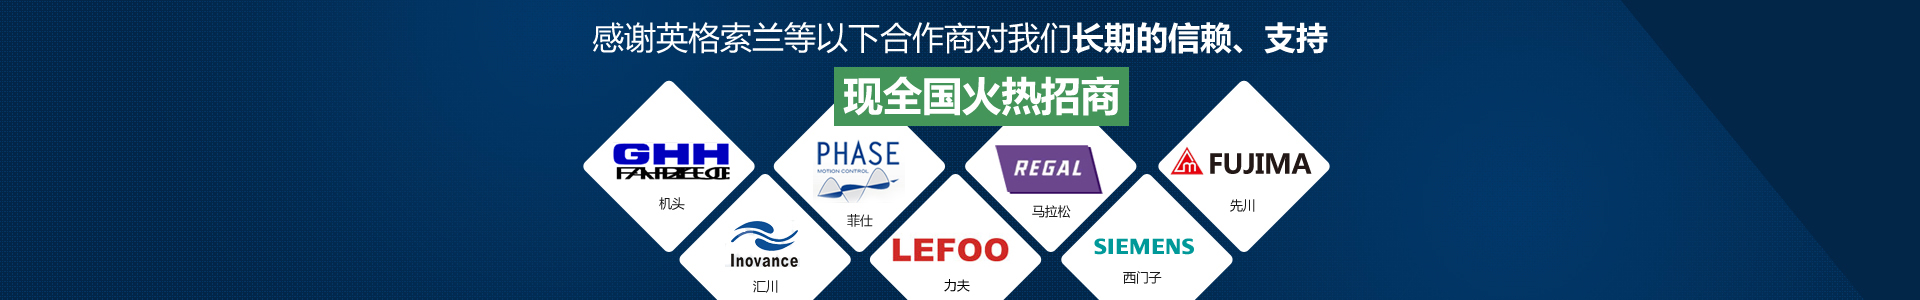 感谢英格索兰等以下合作商对我们长期的信赖、支持
现全国火热招商
GHH
机头
PHASE
MOTION CONTROL
菲仕
REGAL
马拉松
FUJIMA
先川
Inovance
汇川
LEFOO
力夫
SIEMENS
西门子